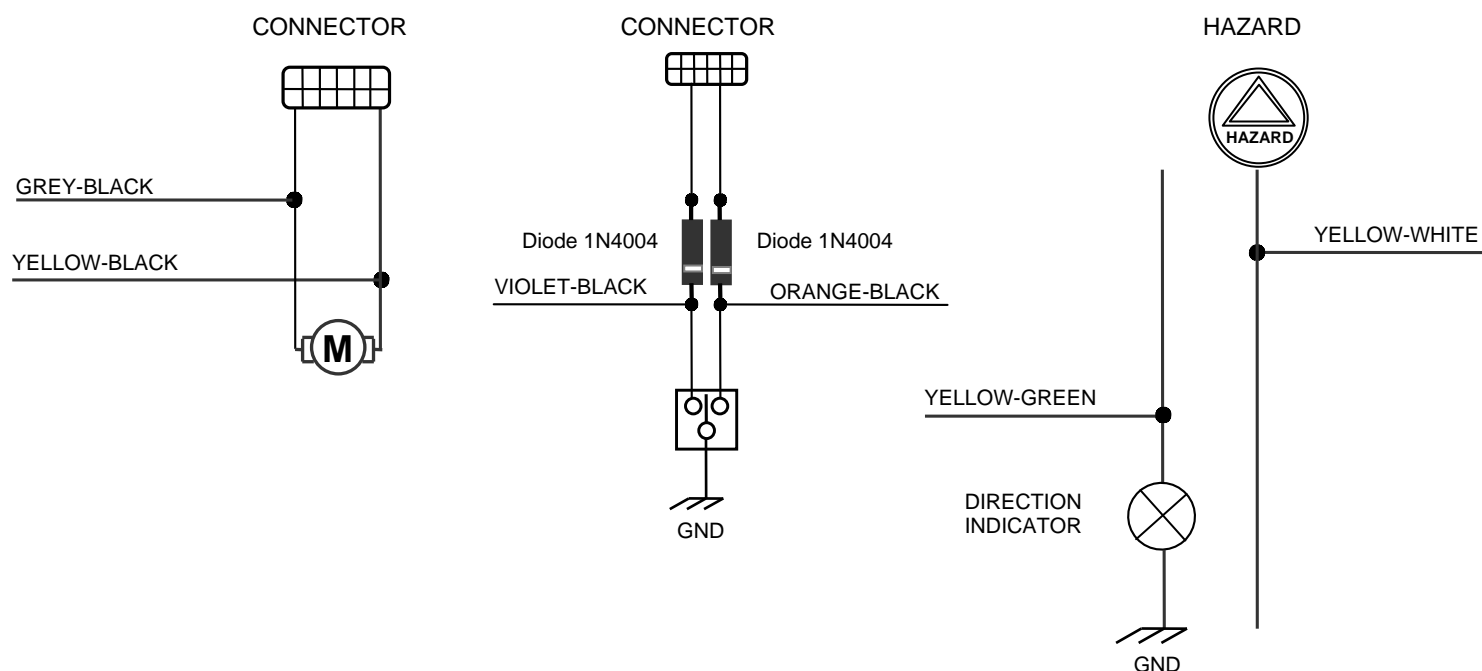 CONNECTOR
GREY-BLACK
YELLOW-BLACK
M
CONNECTOR
Diode 1N4004
Diode 1N4004
VIOLET-BLACK
ORANGE-BLACK
GND
HAZARD
HAZARD
YELLOW-WHITE
YELLOW-GREEN
DIRECTION
INDICATOR
GND